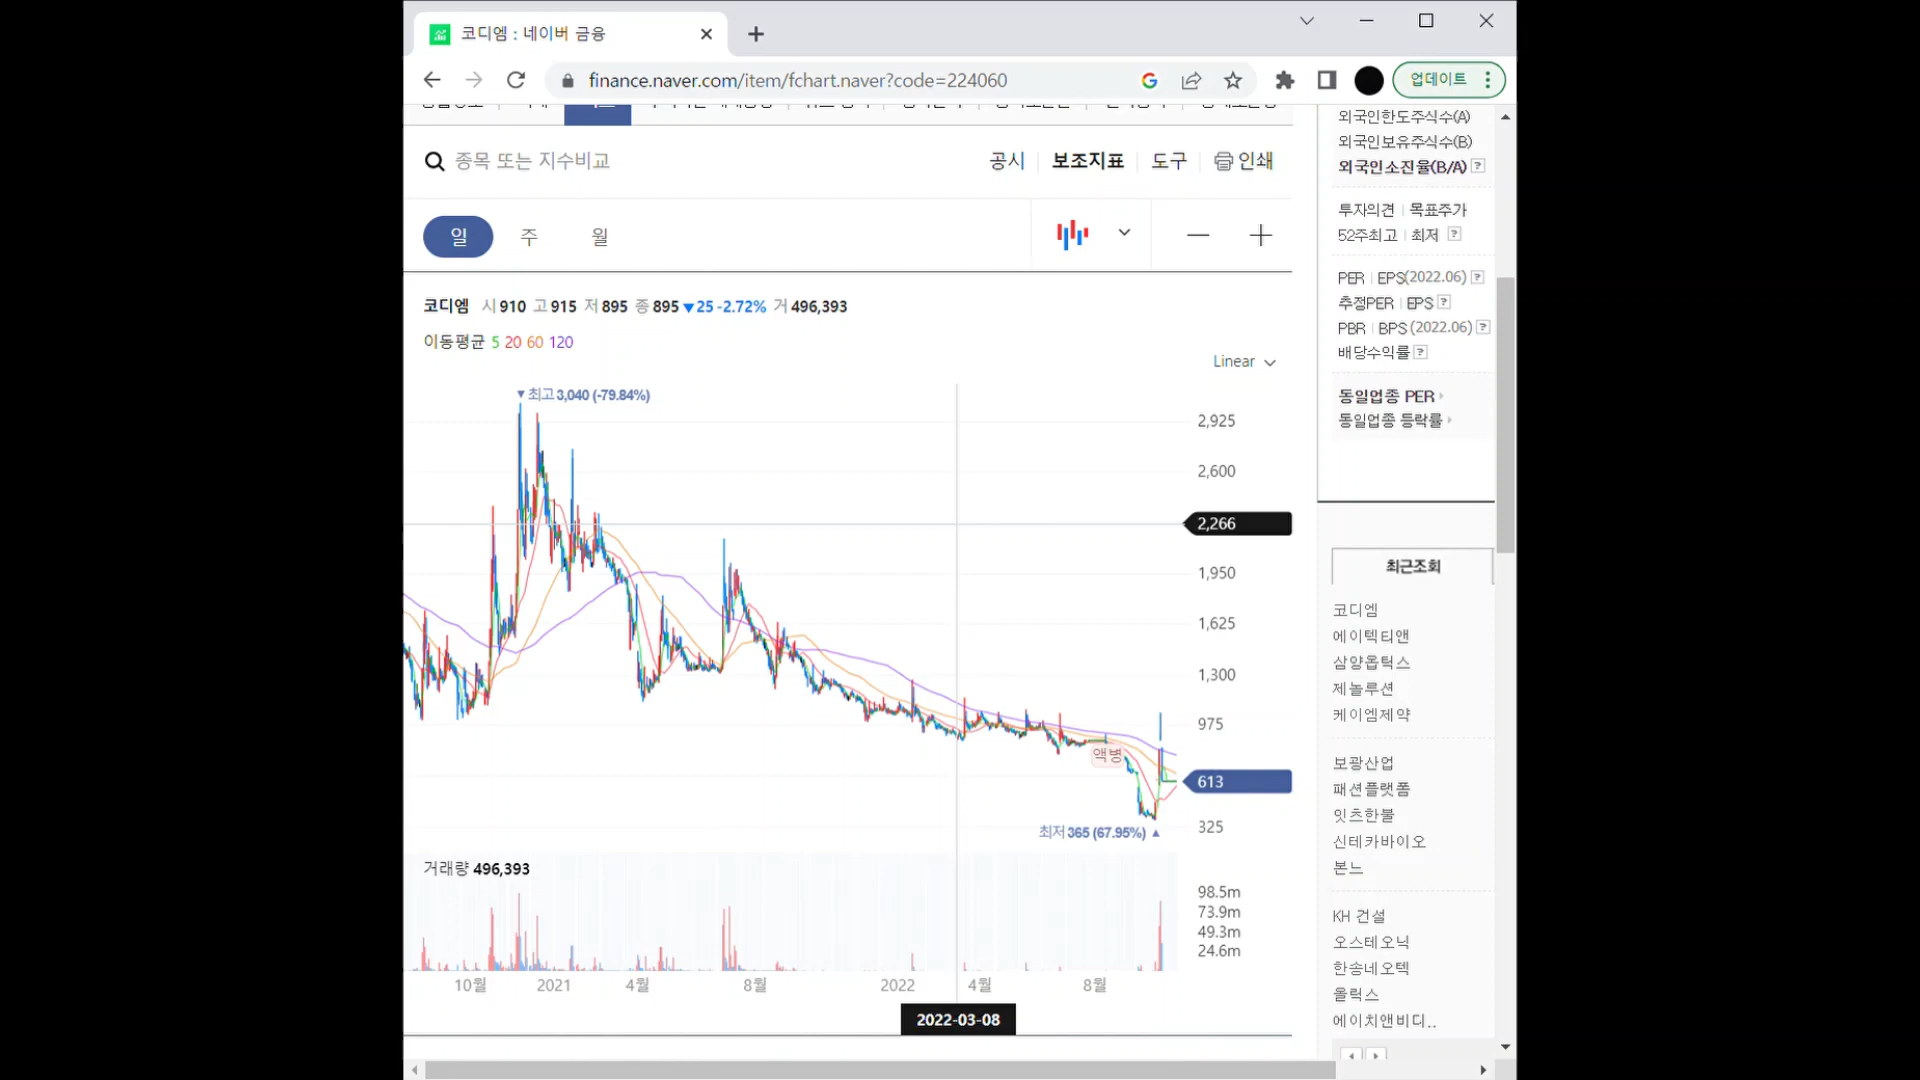 코디엠 : 네이버 금융
finance.naver.com/item/fchart.naver?code=224060
업데이트
종목 또는 지수비교
공시 보조지표 도구 인쇄
일 주 월
코디엠 시 910 고 915 저 895 종 895 ▼25 -2.72% 거 496,393
이동평균 5 20 60 120
Linear
▼최고 3,040 (-79.84%)
2,925
2,600
2,266
1,950
1,625
1,300
975
액병
613
최저 365 (67.95%) ▲
325
거래량 496,393
98.5m
73.9m
49.3m
24.6m
10월 2021 4월 8월 2022 4월 8월
2022-03-08
외국인한도주식수(A)
외국인보유주식수(B)
외국인소진율(B/A) ?
투자의견 | 목표주가
52주최고 | 최저 ?
PER | EPS(2022.06) ?
추정PER | EPS ?
PBR | BPS (2022.06) ?
배당수익률 ?
동일업종 PER
동일업종 등락률
최근조회
코디엠
에이텍티앤
삼양옵틱스
제놀루션
케이엠제약
보광산업
패션플랫폼
잇츠한불
신테카바이오
본느
KH 건설
오스테오닉
한송네오텍
올릭스
에이치앤비디..